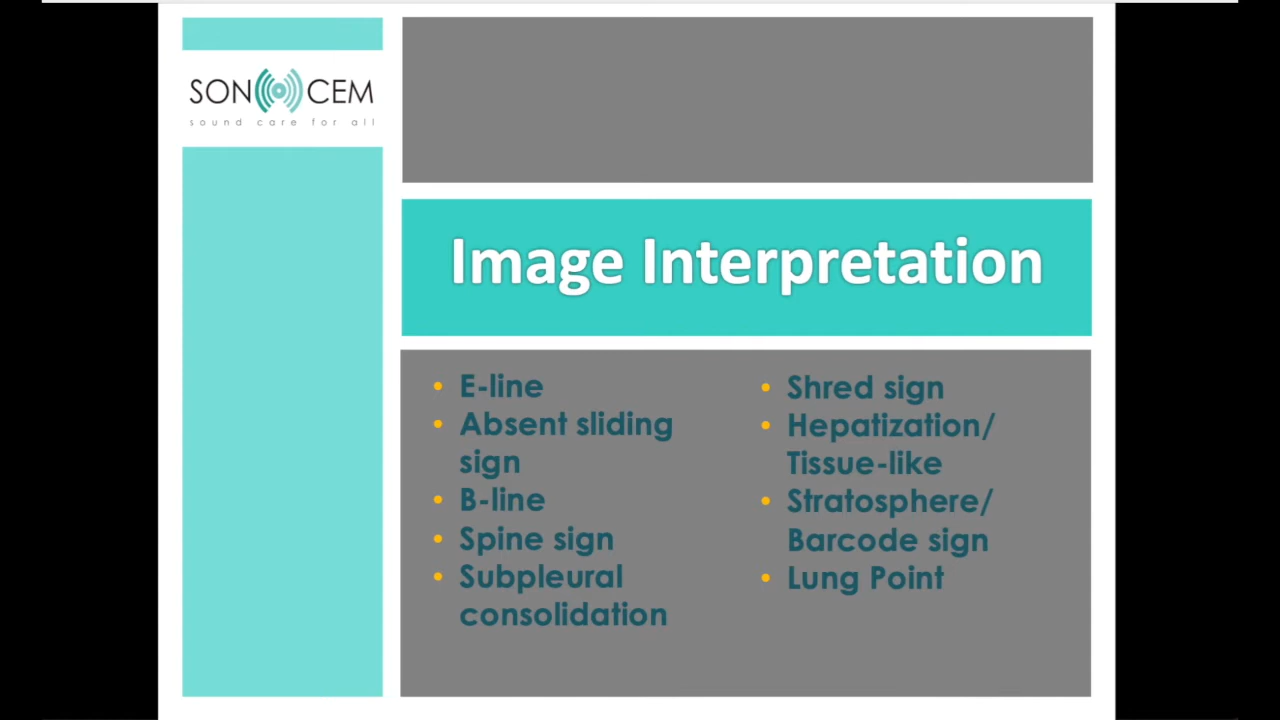 SON CEM
sound care for all
Image Interpretation
• E-line
• Absent sliding
sign
• B-line
• Spine sign
• Subpleural
consolidation
• Shred sign
• Hepatization/
Tissue-like
• Stratosphere/
Barcode sign
• Lung Point